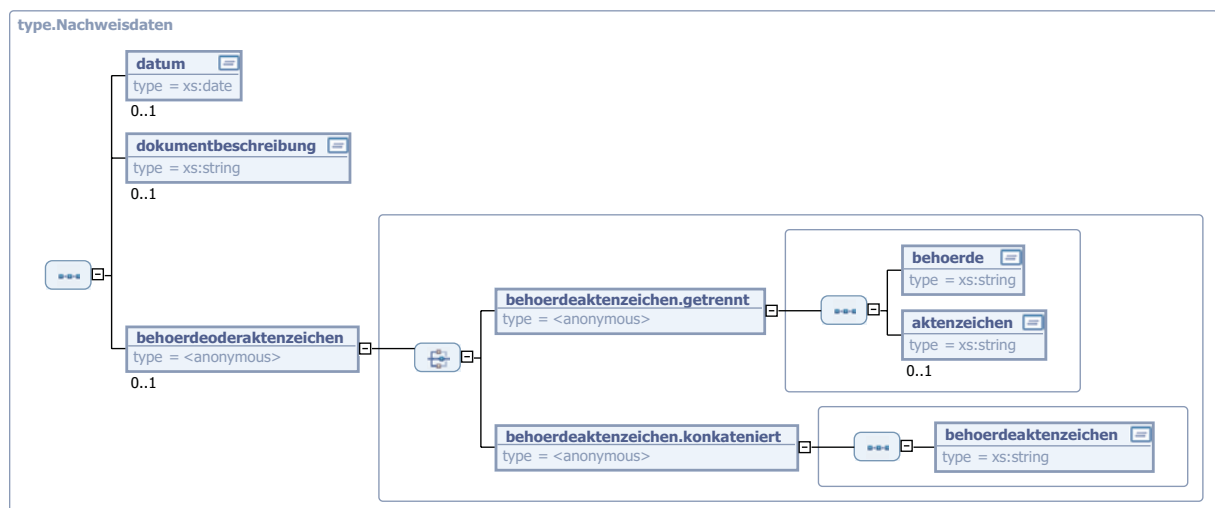 type.Nachweisdaten
datum
type = xs:date
0..1
dokumentbeschreibung
type = xs:string
0..1
behoerdeoderaktenzeichen
type = <anonymous>
0..1
behoerdeaktenzeichen.getrennt
type = <anonymous>
behoerde
type = xs:string
aktenzeichen
type = xs:string
0..1
behoerdeaktenzeichen.konkateniert
type = <anonymous>
behoerdeaktenzeichen
type = xs:string